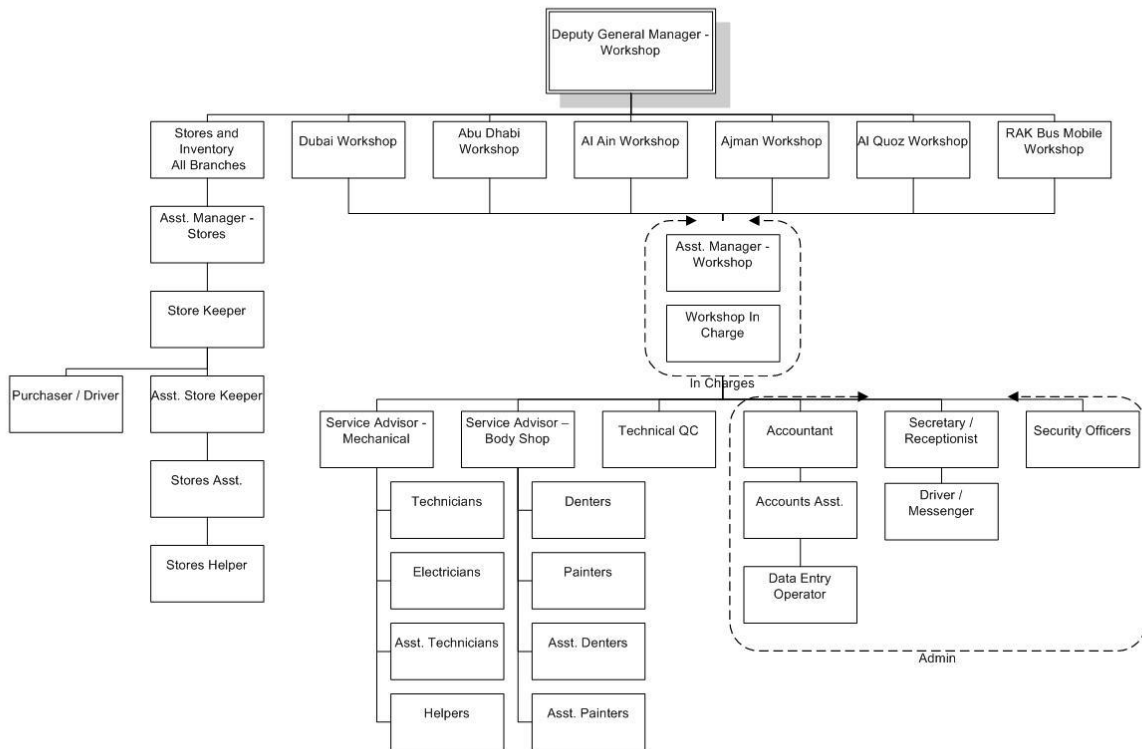 Deputy General Manager -
Workshop
Stores and
Inventory
All Branches
Dubai Workshop
Abu Dhabi
Workshop
Al Ain Workshop
Ajman Workshop
Al Quoz Workshop
RAK Bus Mobile
Workshop
Asst. Manager -
Stores
Asst. Manager -
Workshop
Store Keeper
Workshop In
Charge
In Charges
Purchaser / Driver
Asst. Store Keeper
Service Advisor -
Mechanical
Service Advisor –
Body Shop
Technical QC
Accountant
Secretary /
Receptionist
Security Officers
Stores Asst.
Technicians
Denters
Accounts Asst.
Driver /
Messenger
Stores Helper
Electricians
Painters
Data Entry
Operator
Asst. Technicians
Asst. Denters
Admin
Helpers
Asst. Painters